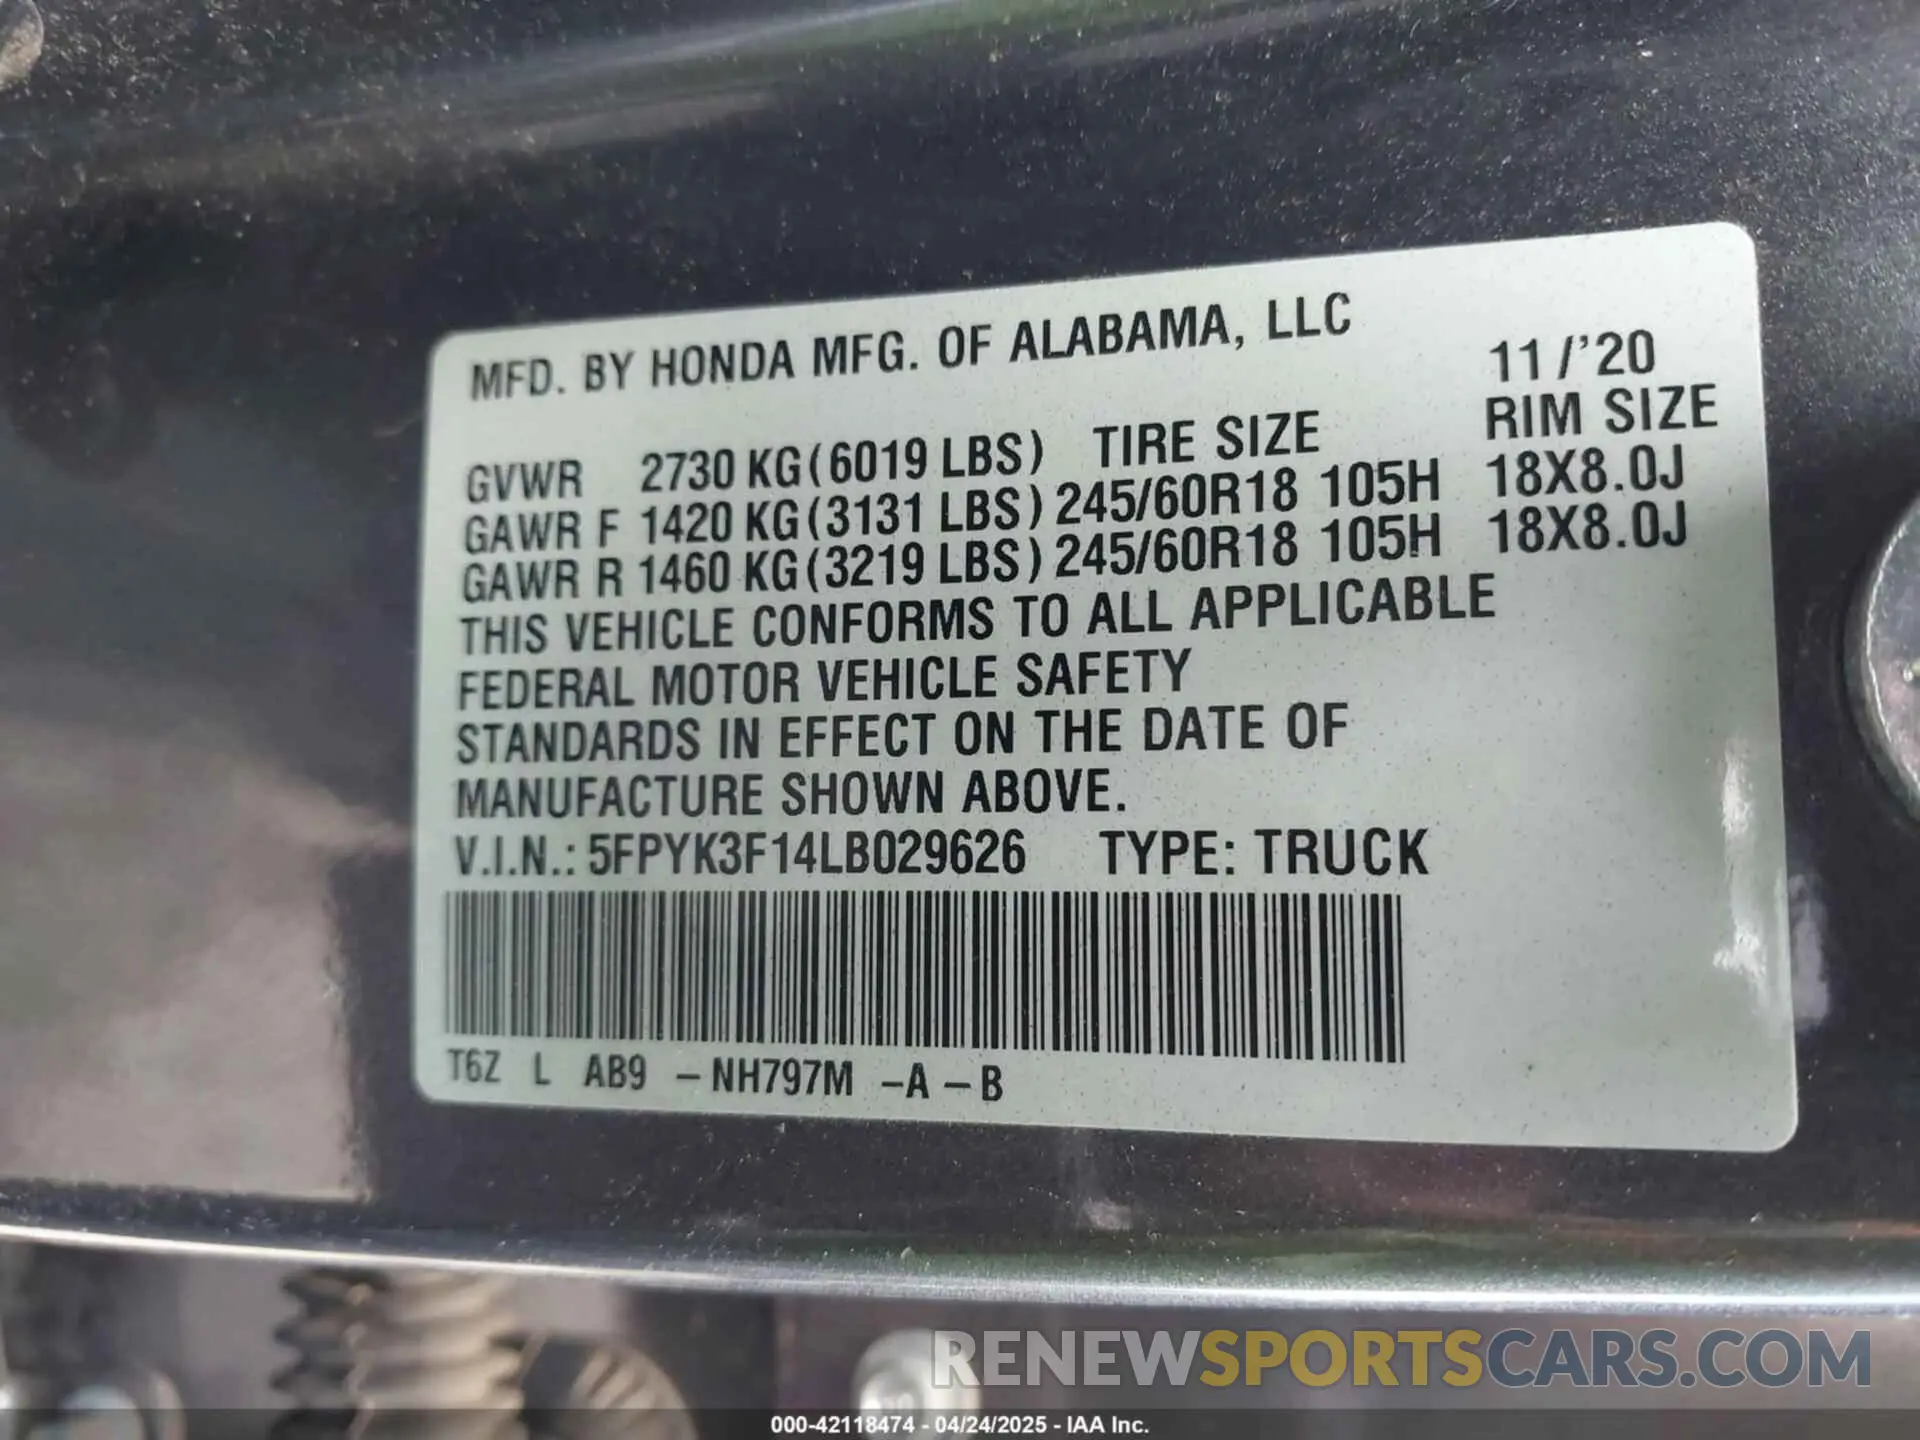 MFD. BY HONDA MFG. OF ALABAMA, LLC 11/'20
GVWR 2730 KG(6019 LBS) TIRE SIZE RIM SIZE
GAWR F 1420 KG(3131 LBS) 245/60R18 105H 18X8.0J
GAWR R 1460 KG(3219 LBS) 245/60R18 105H 18X8.0J
THIS VEHICLE CONFORMS TO ALL APPLICABLE
FEDERAL MOTOR VEHICLE SAFETY
STANDARDS IN EFFECT ON THE DATE OF
MANUFACTURE SHOWN ABOVE.
V.I.N.: 5FPYK3F14LB029626 TYPE: TRUCK
T6Z L AB9 -NH797M -A -B
RENEWSPORTSCARS.COM
000-42118474 - 04/24/2025 - IAA Inc.